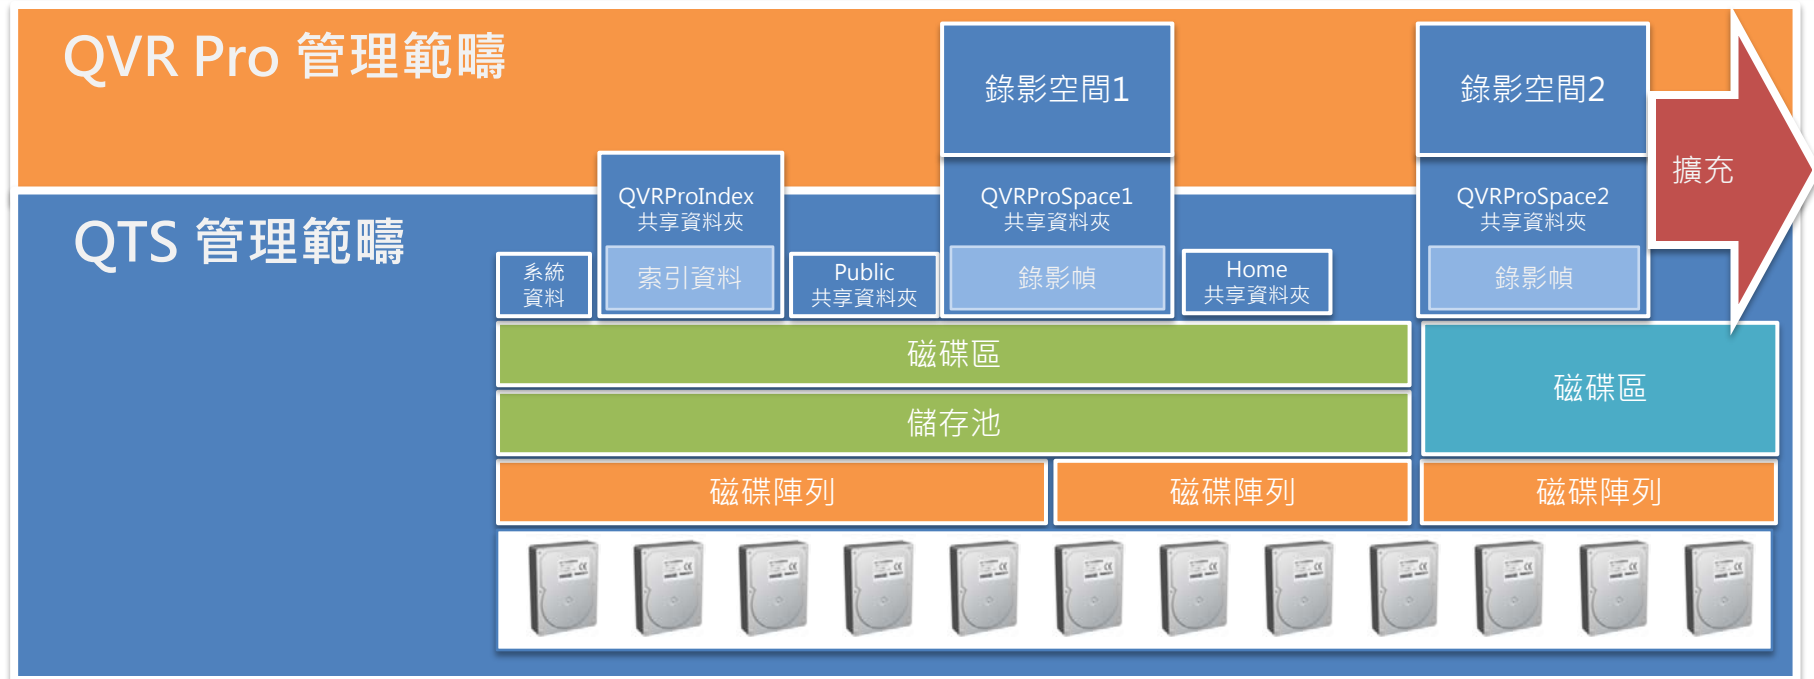 QVR Pro 管理範疇
錄影空間1
錄影空間2
擴充
QTS 管理範疇
系統
資料
QVRProIndex
共享資料夾
索引資料
Public
共享資料夾
QVRProSpace1
共享資料夾
錄影幀
Home
共享資料夾
QVRProSpace2
共享資料夾
錄影幀
磁碟區
儲存池
磁碟區
磁碟陣列
磁碟陣列
磁碟陣列